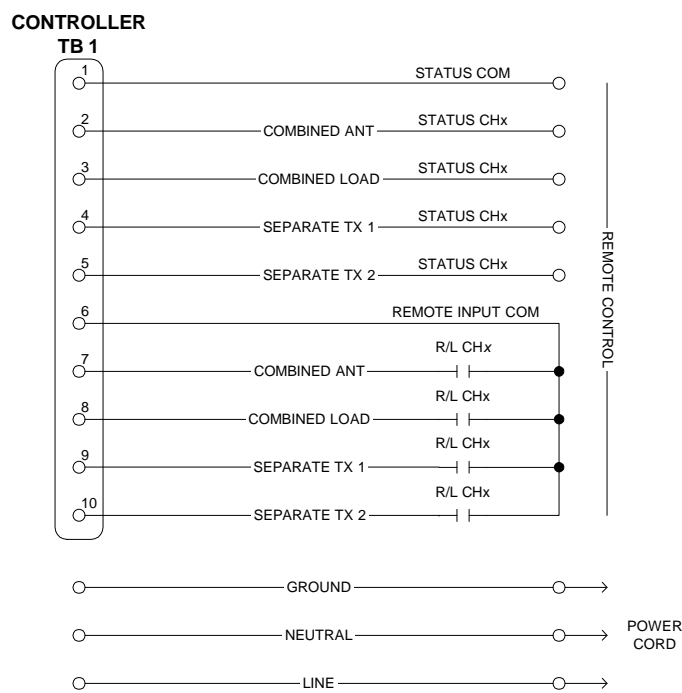 CONTROLLER
TB 1
1 STATUS COM
2 COMBINED ANT STATUS CHx
3 COMBINED LOAD STATUS CHx
4 SEPARATE TX 1 STATUS CHx
5 SEPARATE TX 2 STATUS CHx
6 REMOTE INPUT COM
7 COMBINED ANT R/L CHx
8 COMBINED LOAD R/L CHx
9 SEPARATE TX 1 R/L CHx
10 SEPARATE TX 2 R/L CHx
REMOTE CONTROL
GROUND
NEUTRAL
LINE
POWER
CORD